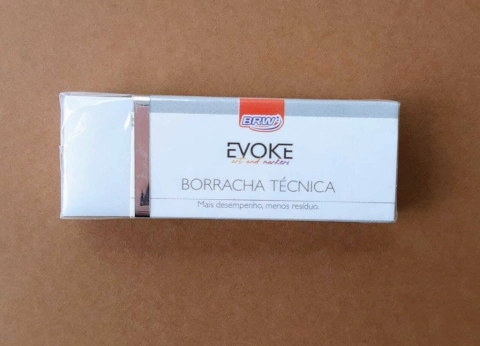 BRW
EVOKE
art and markers
BORRACHA TÉCNICA
Mais desempenho, menos resíduo.